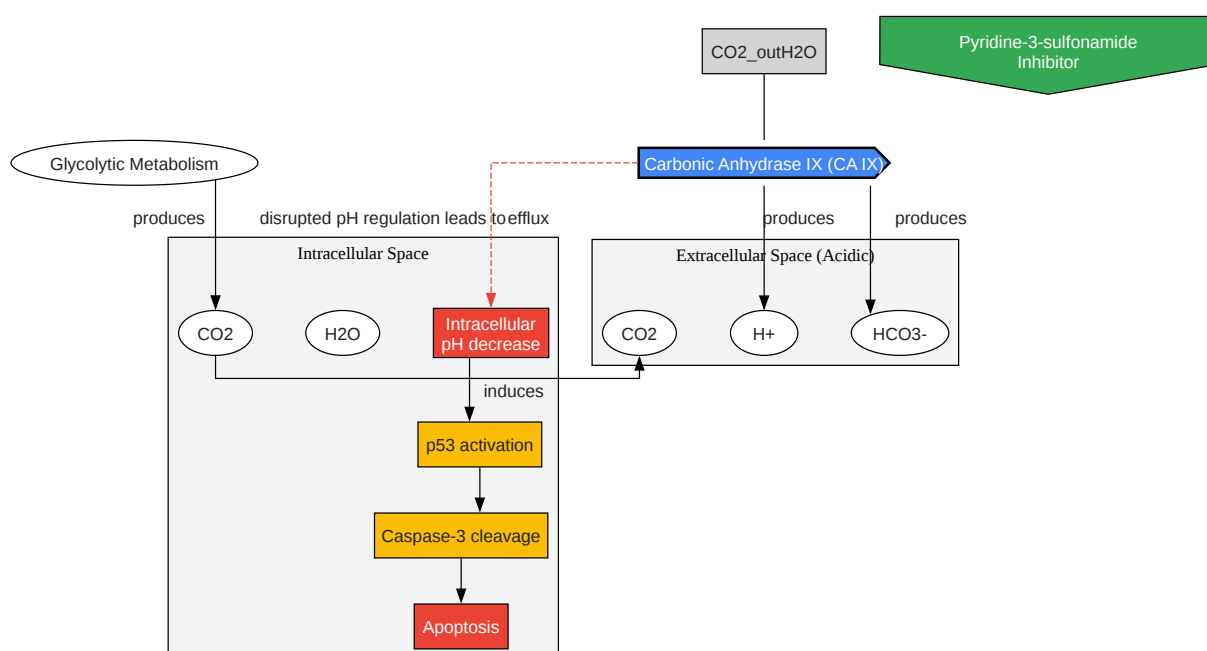 CO2_outH2O
Pyridine-3-sulfonamide
Inhibitor
Glycolytic Metabolism
Carbonic Anhydrase IX (CA IX)
produces
disrupted pH regulation leads to
efflux
produces
produces
Intracellular Space
Extracellular Space (Acidic)
CO2
H2O
Intracellular
pH decrease
CO2
H+
HCO3-
induces
p53 activation
Caspase-3 cleavage
Apoptosis